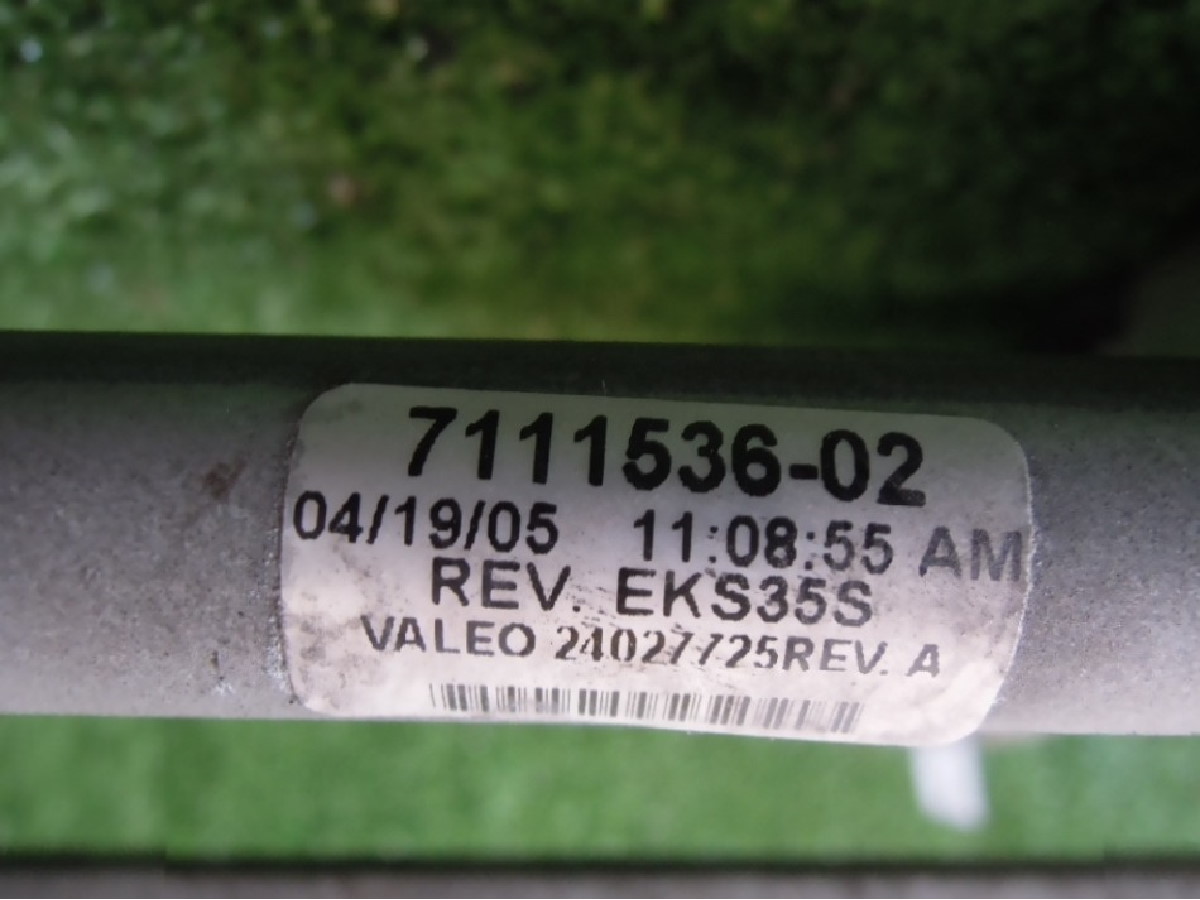 7111536-02
04/19/05 11:08:55 AM
REV. EKS35S
VALEO 24027725REV. A